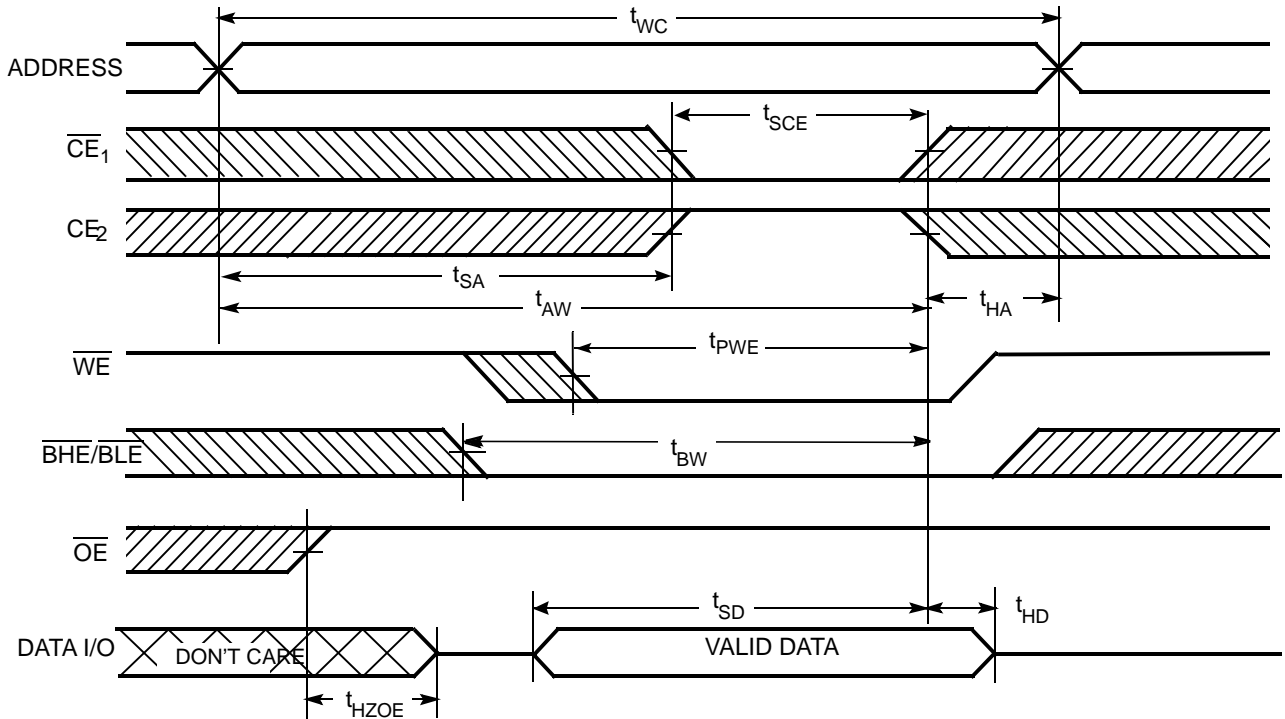 tWC
ADDRESS
tSCE
CE1
CE2
tSA
tAW
tHA
tPWE
WE
BHE/BLE
tBW
OE
tSD
tHD
DATA I/O
DON'T CARE
VALID DATA
tHZOE